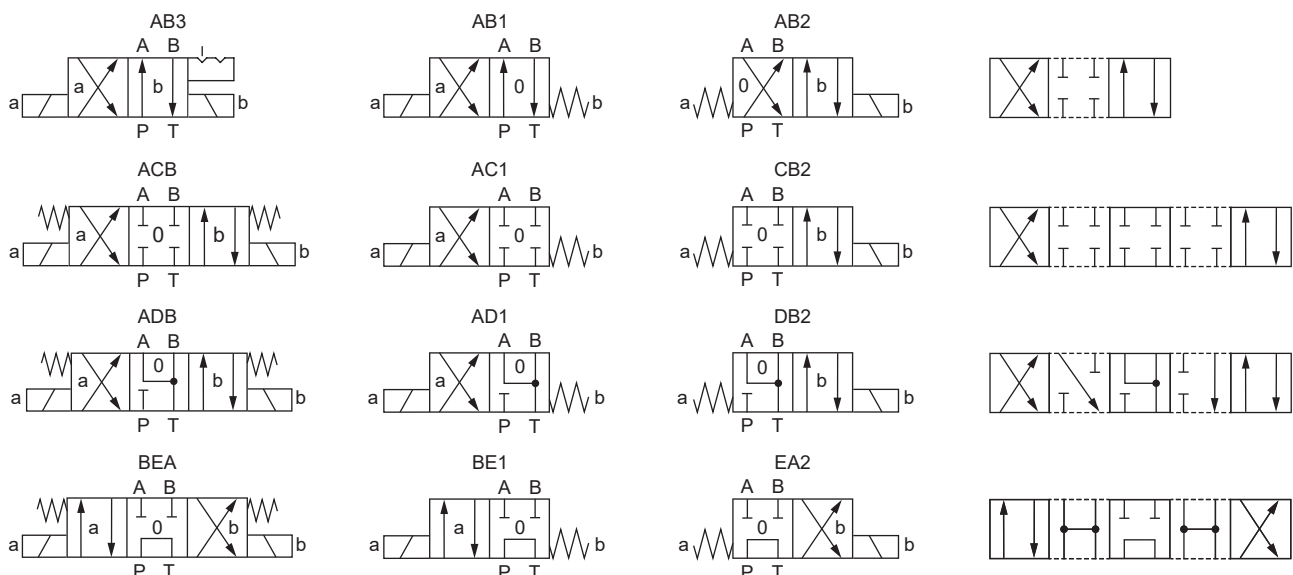 AB3 AB1 AB2
A B A B A B
a a b b a 0 b a 0 b b
P T P T P T
ACB AC1 CB2
A B A B A B
a a 0 b b a a 0 b a 0 b b
P T P T P T
ADB AD1 DB2
A B A B A B
a a 0 b b a a 0 b a 0 b b
P T P T P T
BEA BE1 EA2
A B A B A B
a a 0 b b a a 0 b a 0 b b
P T P T P T